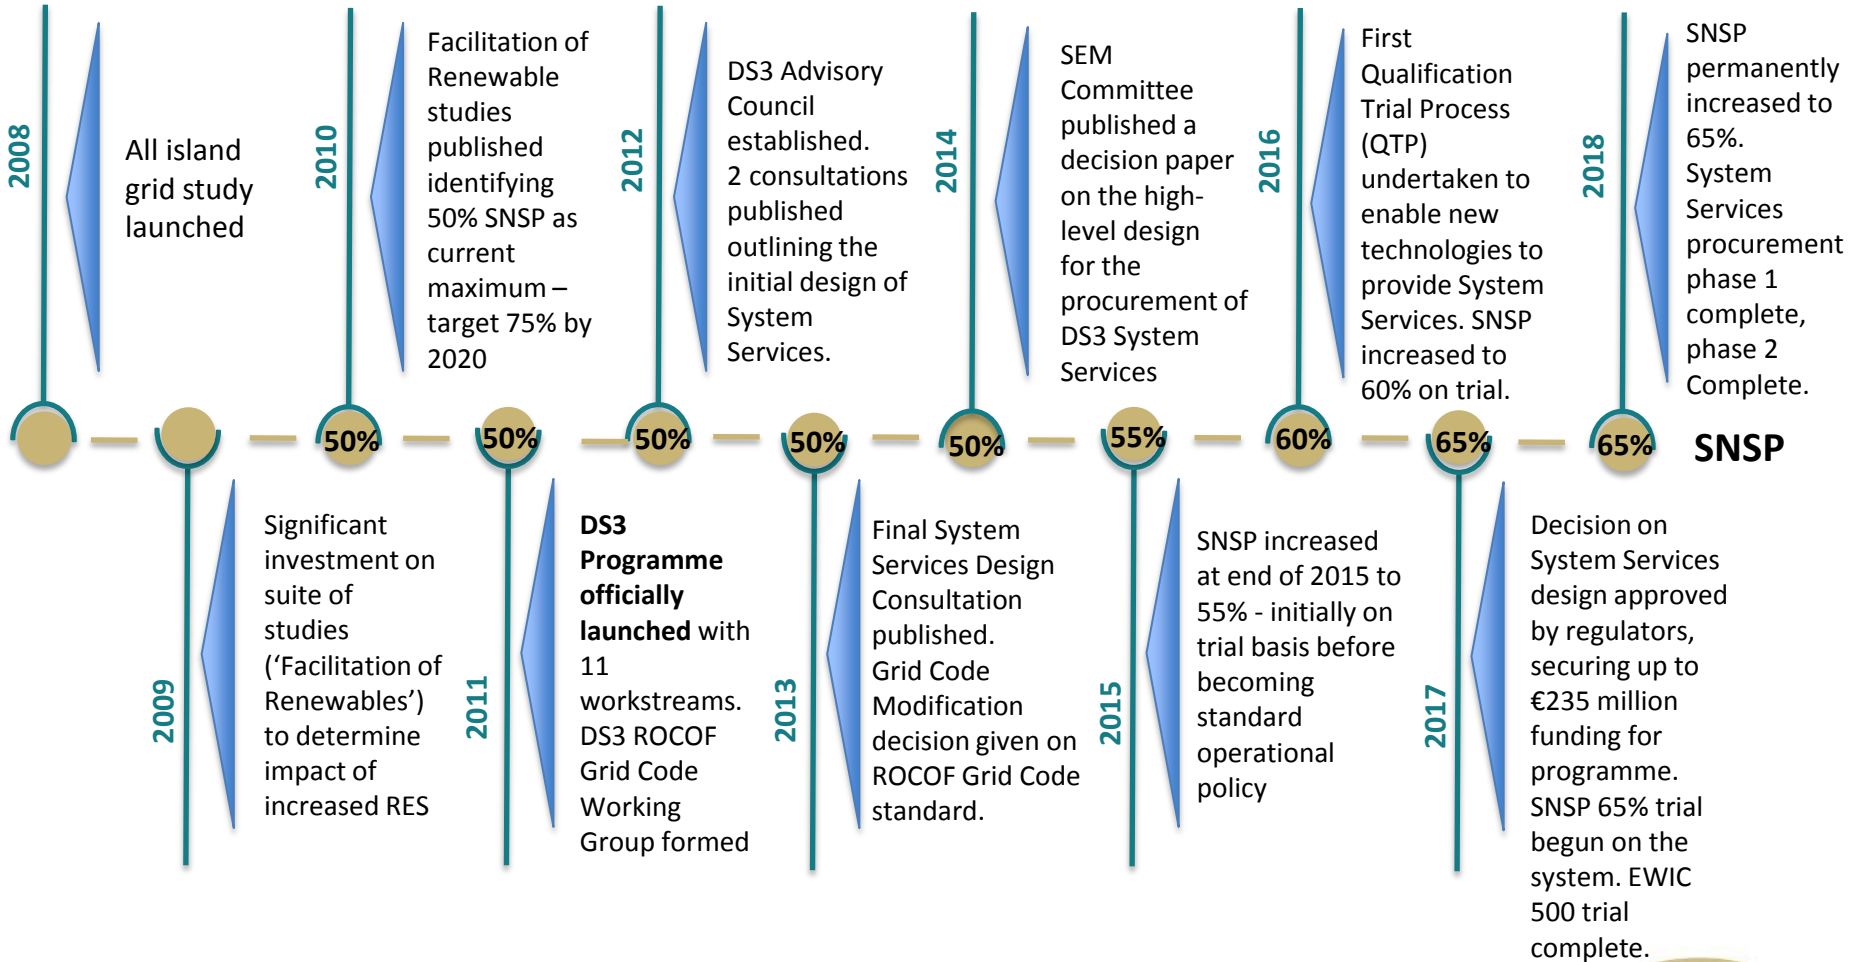 2008
All island
grid study
launched
2010
Facilitation of
Renewable
studies
published
identifying
50% SNSP as
current
maximum –
target 75% by
2020
2012
DS3 Advisory
Council
established.
2 consultations
published
outlining the
initial design of
System
Services.
2014
SEM
Committee
published a
decision paper
on the high-
level design
for the
procurement of
DS3 System
Services
2016
First
Qualification
Trial Process
(QTP)
undertaken to
enable new
technologies to
provide System
Services. SNSP
increased to
60% on trial.
2018
SNSP
permanently
increased to
65%.
System
Services
procurement
phase 1
complete,
phase 2
Complete.
50%
50%
50%
50%
50%
55%
60%
65%
65%
SNSP
2009
Significant
investment on
suite of
studies
(‘Facilitation of
Renewables’)
to determine
impact of
increased RES
2011
DS3
Programme
officially
launched with
11
workstreams.
DS3 ROCOF
Grid Code
Working
Group formed
2013
Final System
Services Design
Consultation
published.
Grid Code
Modification
decision given on
ROCOF Grid Code
standard.
2015
SNSP increased
at end of 2015 to
55% - initially on
trial basis before
becoming
standard
operational
policy
2017
Decision on
System Services
design approved
by regulators,
securing up to
€235 million
funding for
programme.
SNSP 65% trial
begun on the
system. EWIC
500 trial
complete.